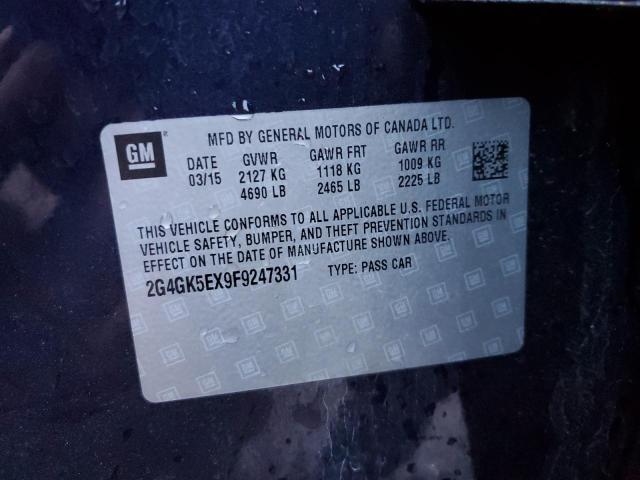 GM
MFD BY GENERAL MOTORS OF CANADA LTD.
DATE GVWR GAWR FRT GAWR RR
03/15 2127 KG 1118 KG 1009 KG
4690 LB 2465 LB 2225 LB
THIS VEHICLE CONFORMS TO ALL APPLICABLE U.S. FEDERAL MOTOR
VEHICLE SAFETY, BUMPER, AND THEFT PREVENTION STANDARDS IN
EFFECT ON THE DATE OF MANUFACTURE SHOWN ABOVE.
2G4GK5EX9F9247331 TYPE: PASS CAR